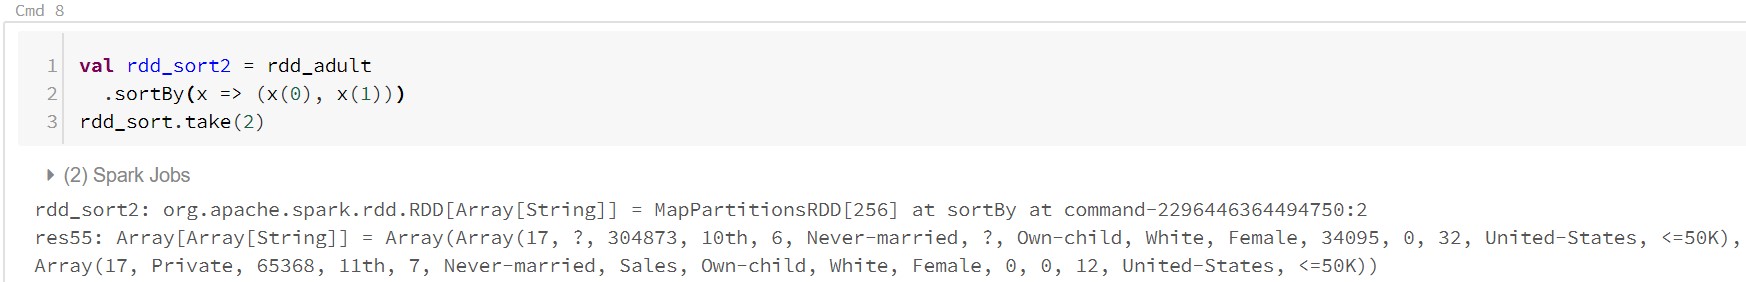 Cmd 8
1 val rdd_sort2 = rdd_adult
2 .sortBy(x => (x(0), x(1)))
3 rdd_sort.take(2)
(2) Spark Jobs
rdd_sort2: org.apache.spark.rdd.RDD[Array[String]] = MapPartitionsRDD[256] at sortBy at command-2296446364494750:2
res55: Array[Array[String]] = Array(Array(17, ?, 304873, 10th, 6, Never-married, ?, Own-child, White, Female, 34095, 0, 32, United-States, <=50K),
Array(17, Private, 65368, 11th, 7, Never-married, Sales, Own-child, White, Female, 0, 0, 12, United-States, <=50K))